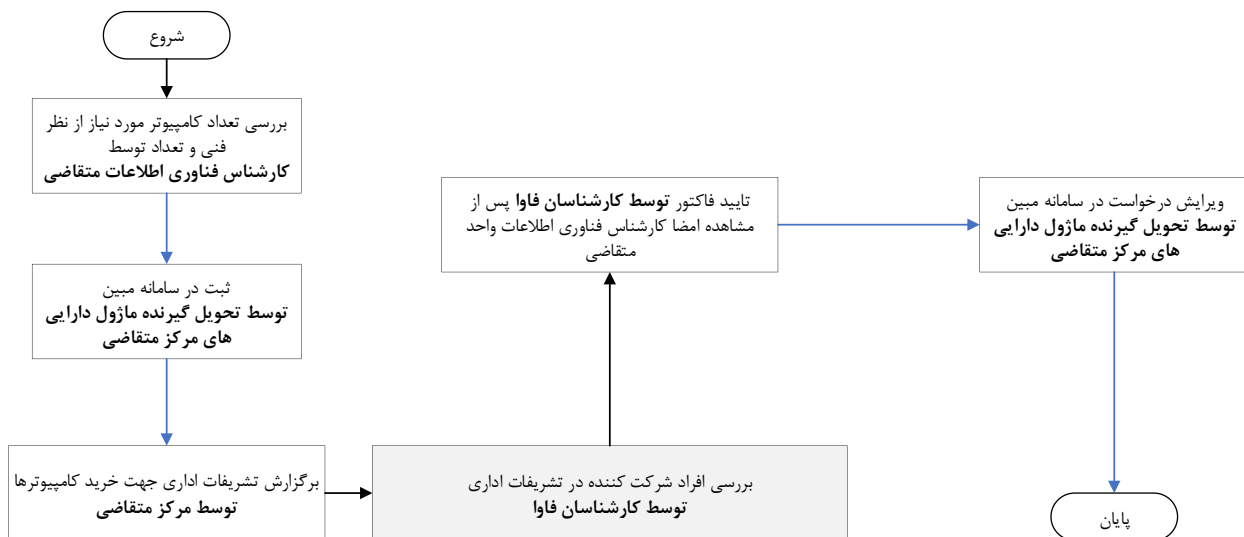 شروع
بررسی تعداد کامپیوتر مورد نیاز از نظر
فنی و تعداد توسط
کارشناس فناوری اطلاعات متقاضی
ثبت در سامانه مبین
توسط تحویل گیرنده ماژول دارایی
های مرکز متقاضی
برگزارش تشریفات اداری جهت خرید کامپیوترها
توسط مرکز متقاضی
بررسی افراد شرکت کننده در تشریفات اداری
توسط کارشناسان فاوا
تایید فاکتور توسط کارشناسان فاوا پس از
مشاهده امضا کارشناس فناوری اطلاعات واحد
متقاضی
ویرایش درخواست در سامانه مبین
توسط تحویل گیرنده ماژول دارایی
های مرکز متقاضی
پایان